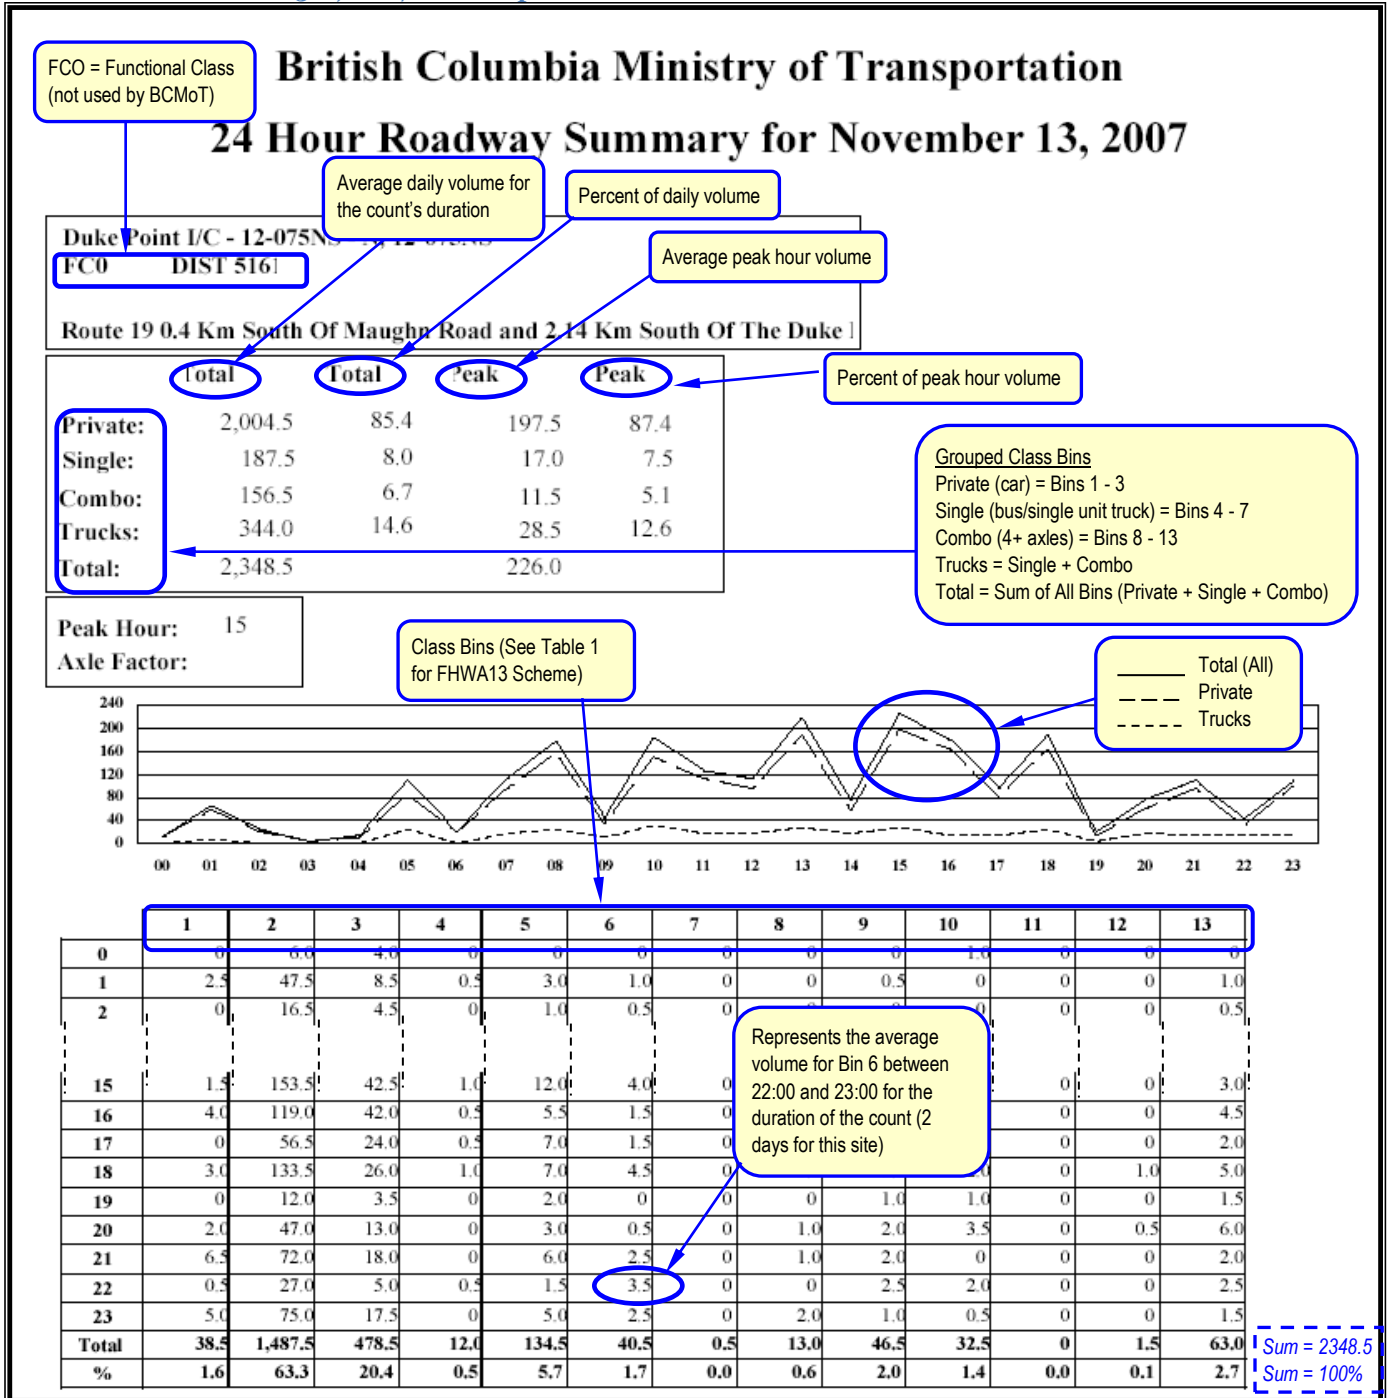 FCO = Functional Class
(not used by BCMoT)
British Columbia Ministry of Transportation
24 Hour Roadway Summary for November 13, 2007
Average daily volume for
the count's duration
Percent of daily volume
Average peak hour volume
Percent of peak hour volume
Duke Point I/C - 12-075NS
FC0 DIST 5161
Route 19 0.4 Km South Of Maughn Road and 2.14 Km South Of The Duke
Total Total Peak Peak
Private: 2,004.5 85.4 197.5 87.4
Single: 187.5 8.0 17.0 7.5
Combo: 156.5 6.7 11.5 5.1
Trucks: 344.0 14.6 28.5 12.6
Total: 2,348.5 226.0
Grouped Class Bins
Private (car) = Bins 1 - 3
Single (bus/single unit truck) = Bins 4 - 7
Combo (4+ axles) = Bins 8 - 13
Trucks = Single + Combo
Total = Sum of All Bins (Private + Single + Combo)
Peak Hour: 15
Axle Factor:
Class Bins (See Table 1
for FHWA13 Scheme)
Total (All)
Private
Trucks
240
200
160
120
80
40
0
00 01 02 03 04 05 06 07 08 09 10 11 12 13 14 15 16 17 18 19 20 21 22 23
1 2 3 4 5 6 7 8 9 10 11 12 13
0 0 6.0 4.0 0 0 0 0 0 0 1.0 0 0 0
1 2.5 47.5 8.5 0.5 3.0 1.0 0 0 0.5 0 0 0 1.0
2 0 16.5 4.5 0 1.0 0.5 0 0 0 0.5
15 1.5 153.5 42.5 1.0 12.0 4.0 0 0 0 3.0
16 4.0 119.0 42.0 0.5 5.5 1.5 0 0 0 4.5
17 0 56.5 24.0 0.5 7.0 1.5 0 0 0 2.0
18 3.0 133.5 26.0 1.0 7.0 4.5 0 0 1.0 5.0
19 0 12.0 3.5 0 2.0 0 0 0 1.0 1.0 0 0 1.5
20 2.0 47.0 13.0 0 3.0 0.5 0 1.0 2.0 3.5 0 0.5 6.0
21 6.5 72.0 18.0 0 6.0 2.5 0 1.0 2.0 0 0 0 2.0
22 0.5 27.0 5.0 0.5 1.5 3.5 0 0 2.5 2.0 0 0 2.5
23 5.0 75.0 17.5 0 5.0 2.5 0 2.0 1.0 0.5 0 0 1.5
Total 38.5 1,487.5 478.5 12.0 134.5 40.5 0.5 13.0 46.5 32.5 0 1.5 63.0
% 1.6 63.3 20.4 0.5 5.7 1.7 0.0 0.6 2.0 1.4 0.0 0.1 2.7
Represents the average
volume for Bin 6 between
22:00 and 23:00 for the
duration of the count (2
days for this site)
Sum = 2348.5
Sum = 100%